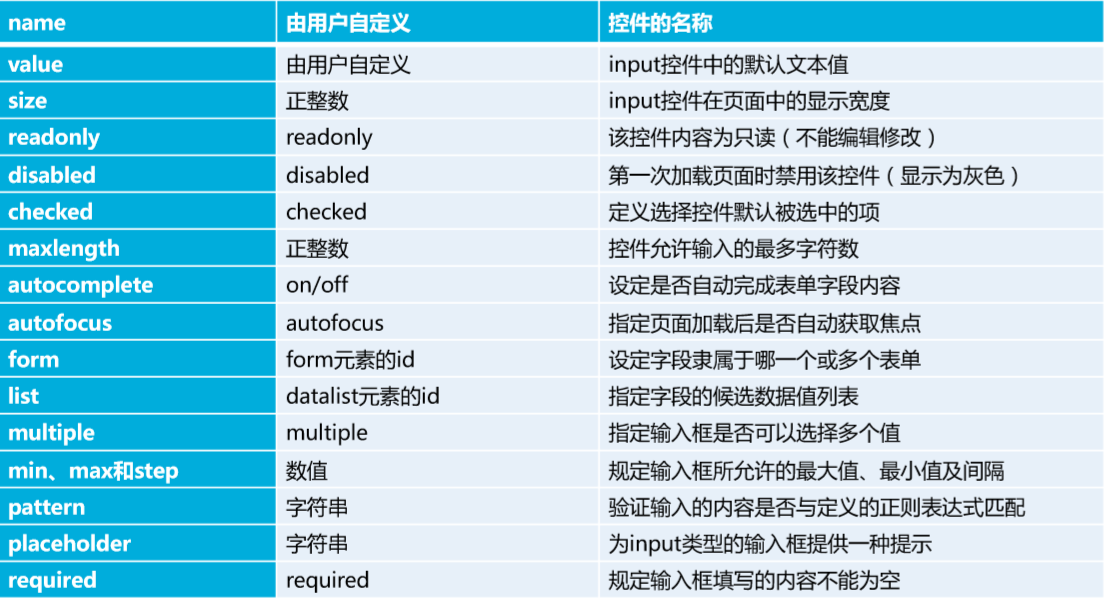 name 由用户自定义 控件的名称
value 由用户自定义 input控件中的默认文本值
size 正整数 input控件在页面中的显示宽度
readonly readonly 该控件内容为只读（不能编辑修改）
disabled disabled 第一次加载页面时禁用该控件（显示为灰色）
checked checked 定义选择控件默认被选中的项
maxlength 正整数 控件允许输入的最多字符数
autocomplete on/off 设定是否自动完成表单字段内容
autofocus autofocus 指定页面加载后是否自动获取焦点
form form元素的id 设定字段隶属于哪一个或多个表单
list datalist元素的id 指定字段的候选数据值列表
multiple multiple 指定输入框是否可以选择多个值
min、max和step 数值 规定输入框所允许的最大值、最小值及间隔
pattern 字符串 验证输入的内容是否与定义的正则表达式匹配
placeholder 字符串 为input类型的输入框提供一种提示
required required 规定输入框填写的内容不能为空